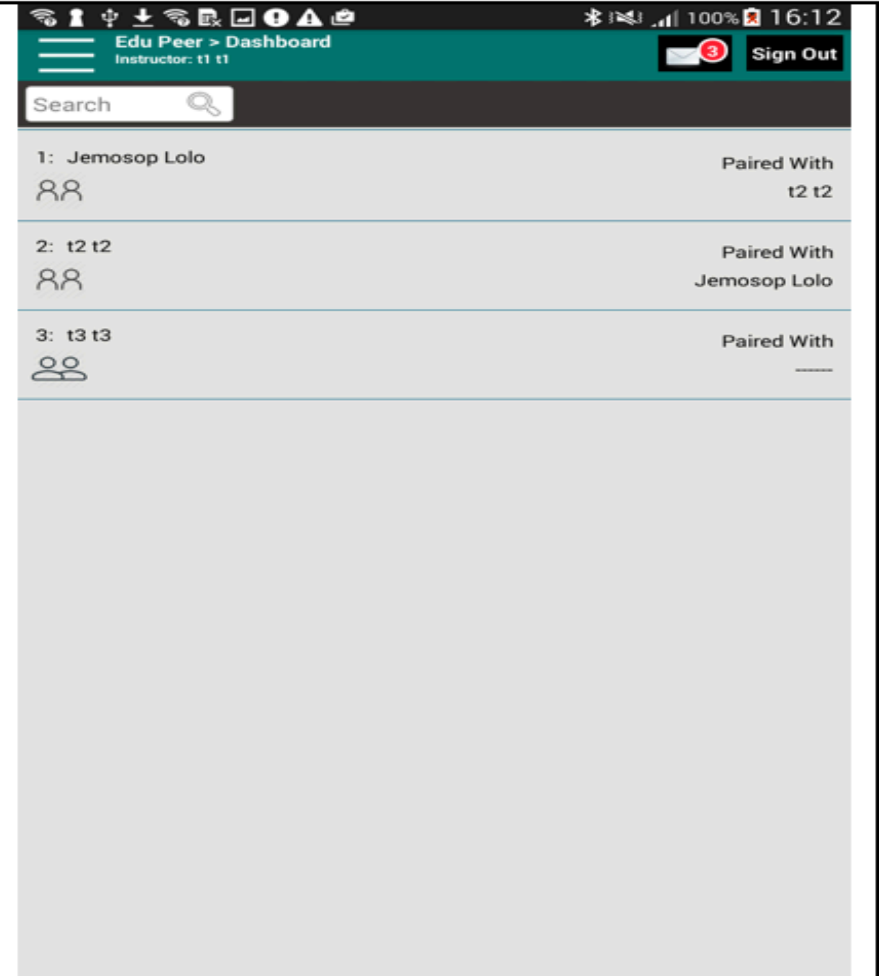 100% 16:12
Edu Peer > Dashboard
Instructor: t1 t1
3
Sign Out
Search
1: Jemosop Lolo
Paired With
t2 t2
2: t2 t2
Paired With
Jemosop Lolo
3: t3 t3
Paired With
------